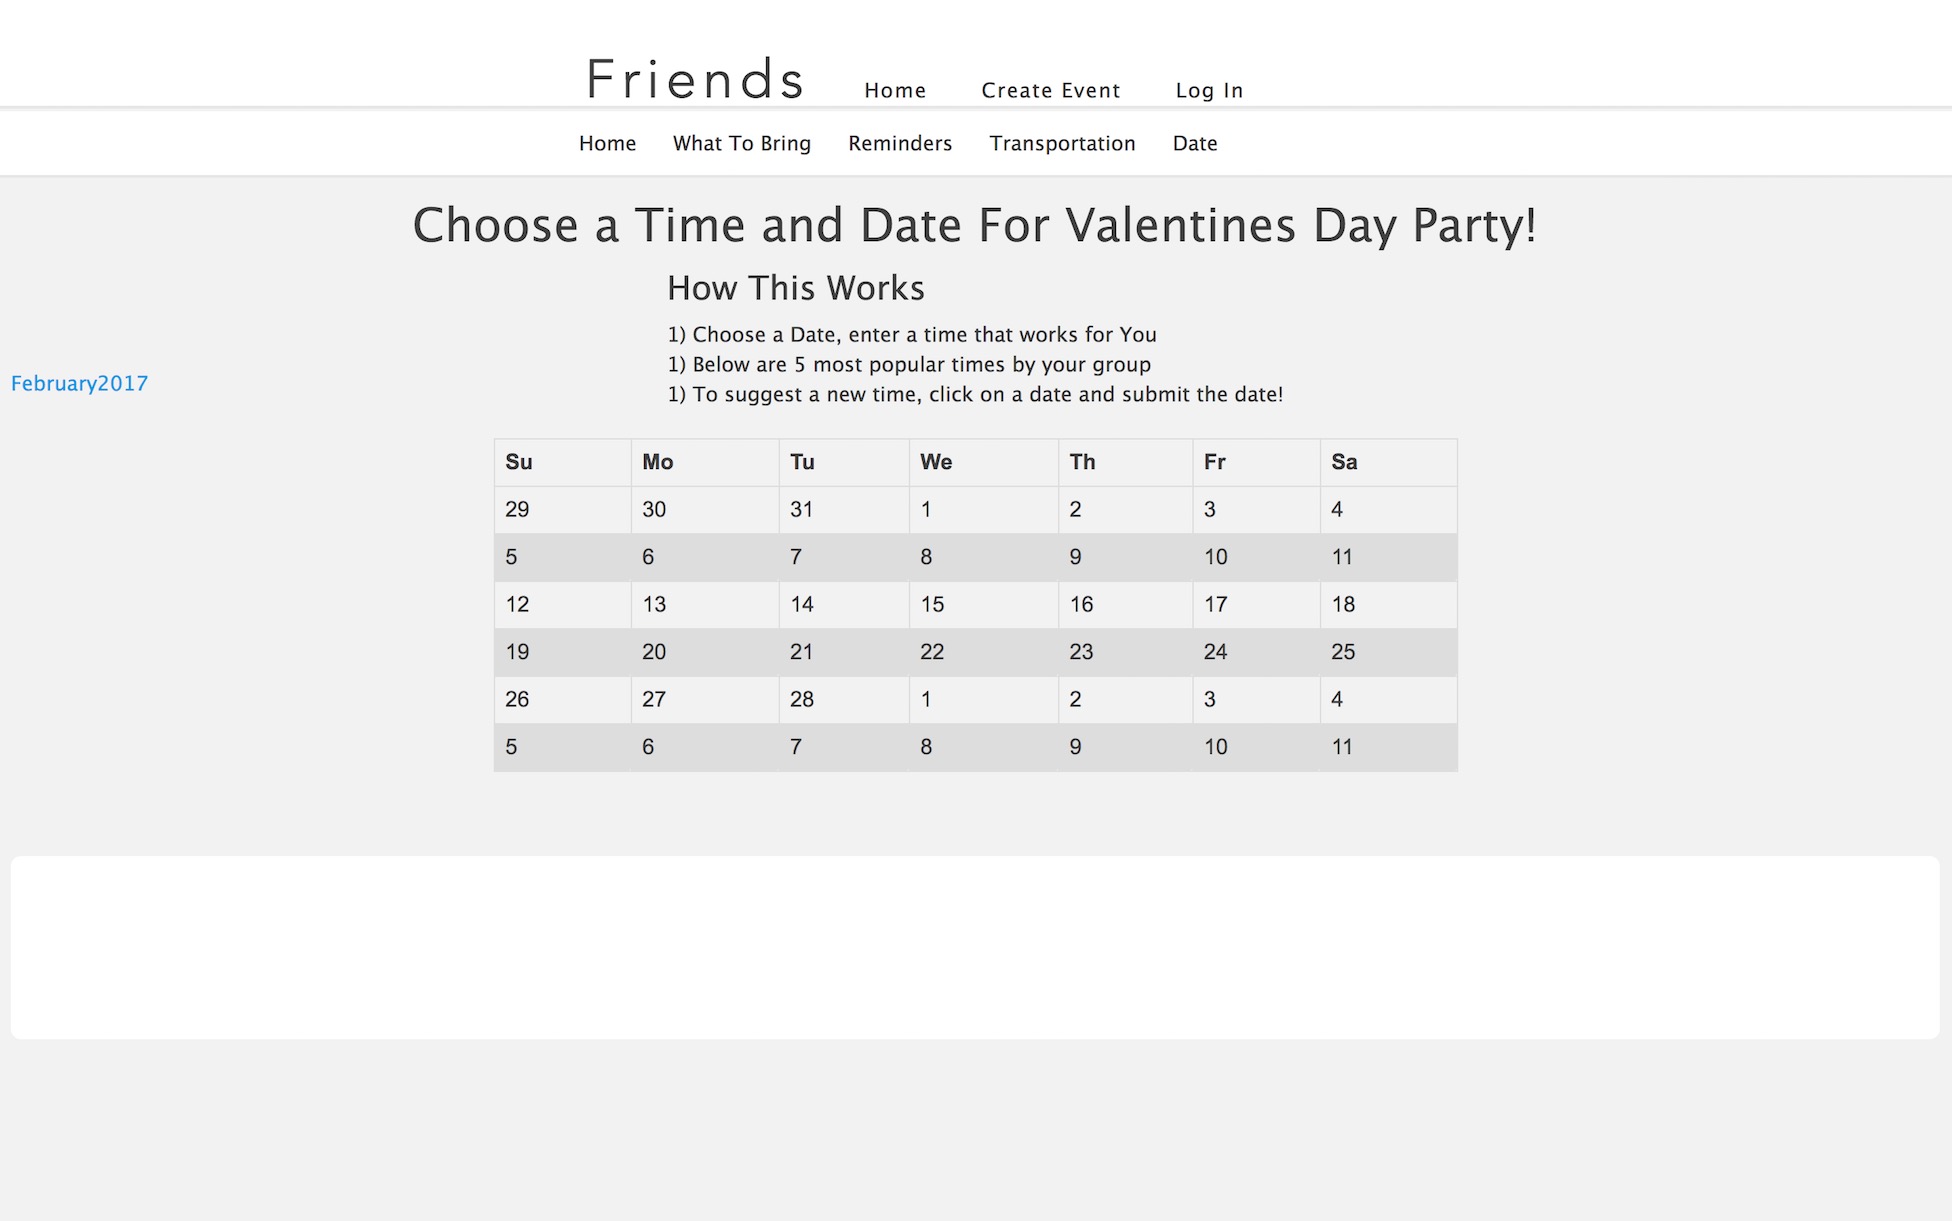 Friends Home Create Event Log In
Home What To Bring Reminders Transportation Date
Choose a Time and Date For Valentines Day Party!
How This Works
1) Choose a Date, enter a time that works for You
1) Below are 5 most popular times by your group
February2017
1) To suggest a new time, click on a date and submit the date!
Su Mo Tu We Th Fr Sa
29 30 31 1 2 3 4
5 6 7 8 9 10 11
12 13 14 15 16 17 18
19 20 21 22 23 24 25
26 27 28 1 2 3 4
5 6 7 8 9 10 11